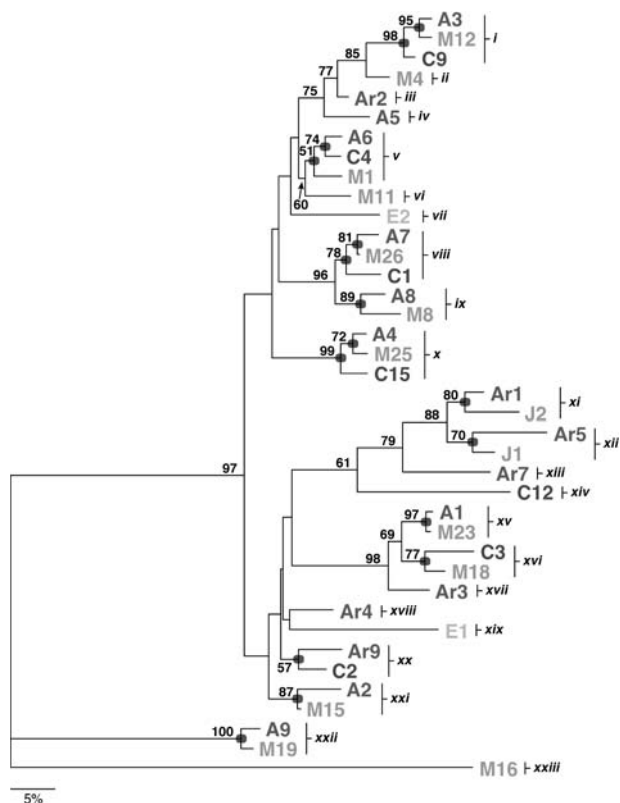 95 A3
98 M12 i
85 C9
77 M4 ii
Ar2 iii
75 A5 iv
74 A6
51 C4 v
M1
M11 vi
60
E2 vii
81 A7
78 M26 viii
C1
96
89 A8 ix
M8
72 A4
99 M25 x
C15
80 Ar1 xi
88 J2
70 Ar5 xii
79 J1
Ar7 xiii
97 61
C12 xiv
97 A1 xv
69 M23
77 C3 xvi
98 M18
Ar3 xvii
Ar4 xviii
E1 xix
Ar9 xx
57 C2
87 A2 xxi
M15
100 A9 xxii
M19
M16 xxiii
5%